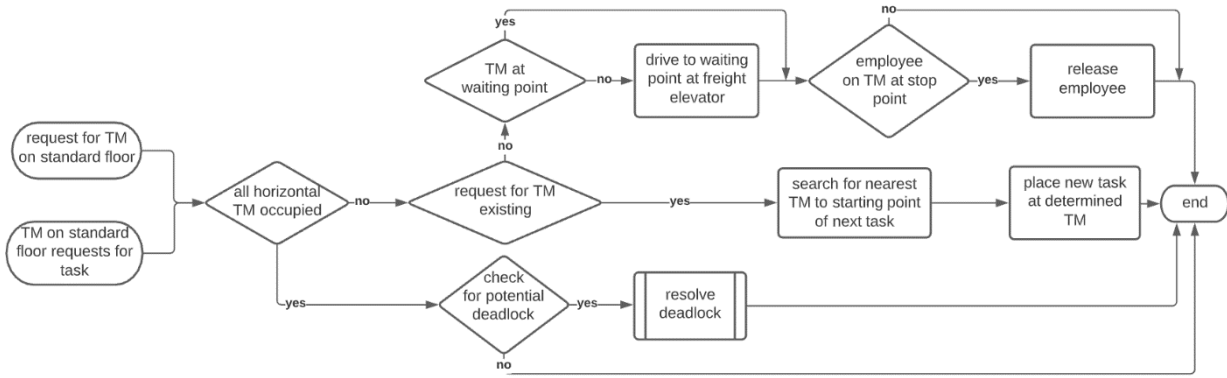 request for TM
on standard floor
TM on standard
floor requests for
task
all horizontal
TM occupied
no
yes
request for TM
existing
no
yes
TM at
waiting point
yes
no
drive to waiting
point at freight
elevator
employee
on TM at stop
point
no
yes
release
employee
search for nearest
TM to starting point
of next task
place new task
at determined
TM
end
check
for potential
deadlock
yes
no
resolve
deadlock